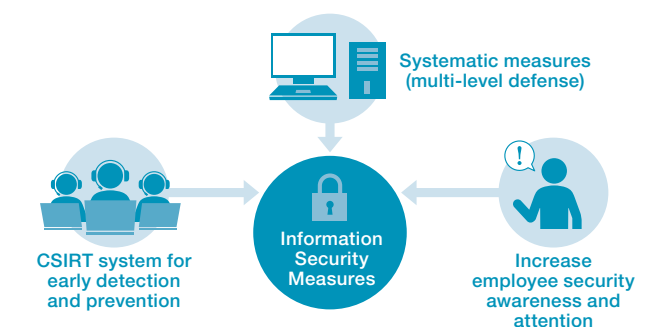 Systematic measures
(multi-level defense)
!
Information
Security
Measures
CSIRT system for
early detection
and prevention
Increase
employee security
awareness and
attention